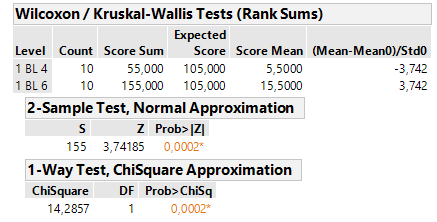 Wilcoxon / Kruskal-Wallis Tests (Rank Sums)
Expected
Level Count Score Sum Score Score Mean (Mean-Mean0)/Std0
1 BL 4 10 55,000 105,000 5,5000 -3,742
1 BL 6 10 155,000 105,000 15,5000 3,742
2-Sample Test, Normal Approximation
S Z Prob>|Z|
155 3,74185 0,0002*
1-Way Test, ChiSquare Approximation
ChiSquare DF Prob>ChiSq
14,2857 1 0,0002*